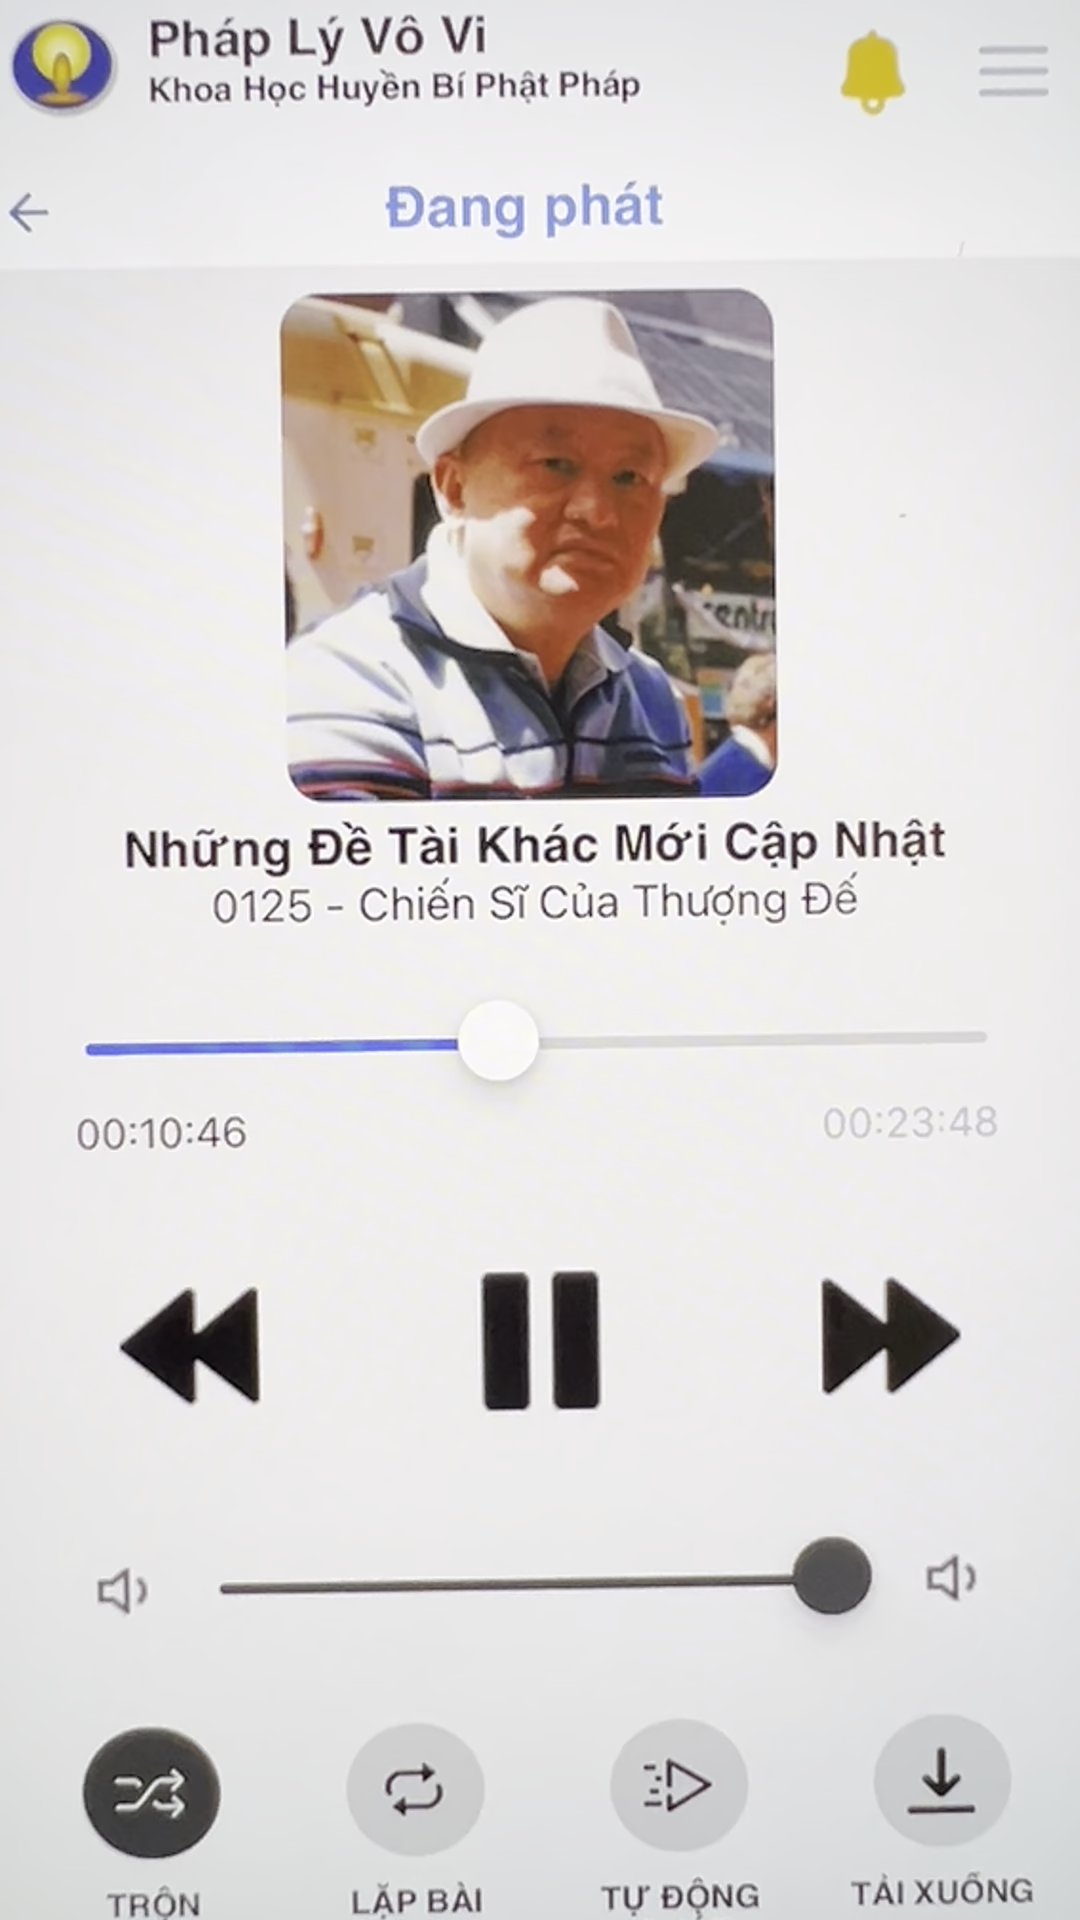 Pháp Lý Vô Vi
Khoa Học Huyền Bí Phật Pháp
Đang phát
centr
Những Đề Tài Khác Mới Cập Nhật
0125 - Chiến Sĩ Của Thượng Đế
00:10:46
00:23:48
TRỘN
LẶP BÀI
TỰ ĐỘNG
TẢI XUỐNG